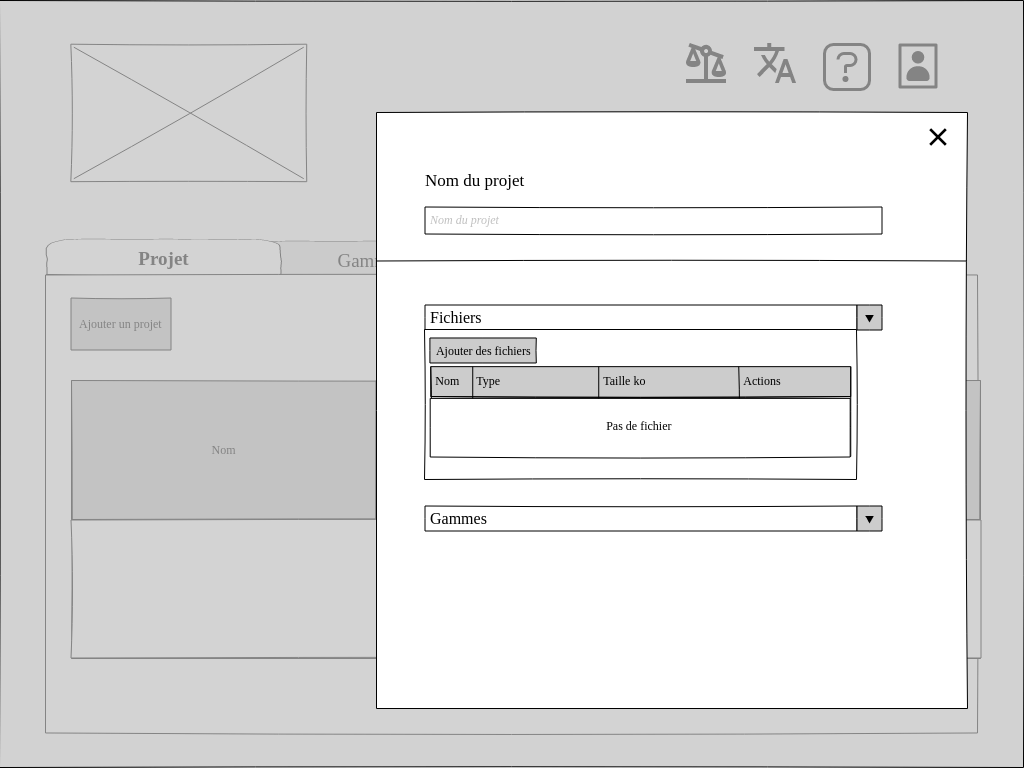 Nom du projet
Nom du projet
Projet
Gam
Ajouter un projet
Nom
Fichiers
Ajouter des fichiers
Nom
Type
Taille ko
Actions
Pas de fichier
Gammes